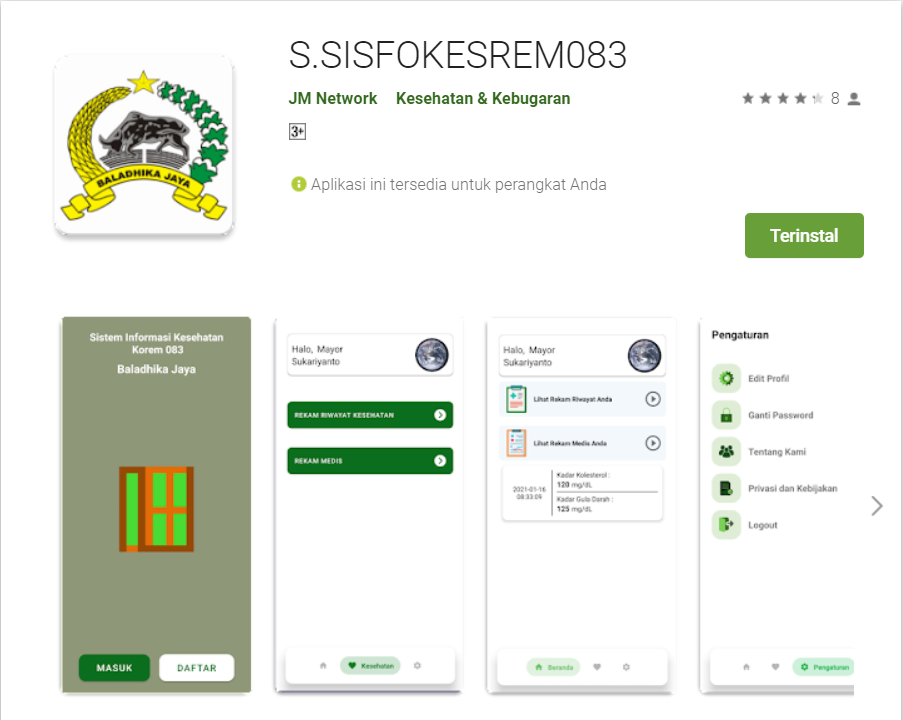 S.SISFOKESREM083
JM Network Kesehatan & Kebugaran
8
3+
Aplikasi ini tersedia untuk perangkat Anda
Terinstal
BALADHIKA JAYA
Sistem Informasi Kesehatan
Korem 083
Baladhika Jaya
MASUK DAFTAR
Halo, Mayor
Sukariyanto
REKAM RIWAYAT KESEHATAN
REKAM MEDIS
Kesehatan
Halo, Mayor
Sukariyanto
Lihat Rekam Riwayat Anda
Lihat Rekam Medis Anda
2021-01-16
08:33:09
Kadar Kolesterol :
120 mg/dL
Kadar Gula Darah :
125 mg/dL
Beranda
Pengaturan
Edit Profil
Ganti Password
Tentang Kami
Privasi dan Kebijakan
Logout
Pengaturan